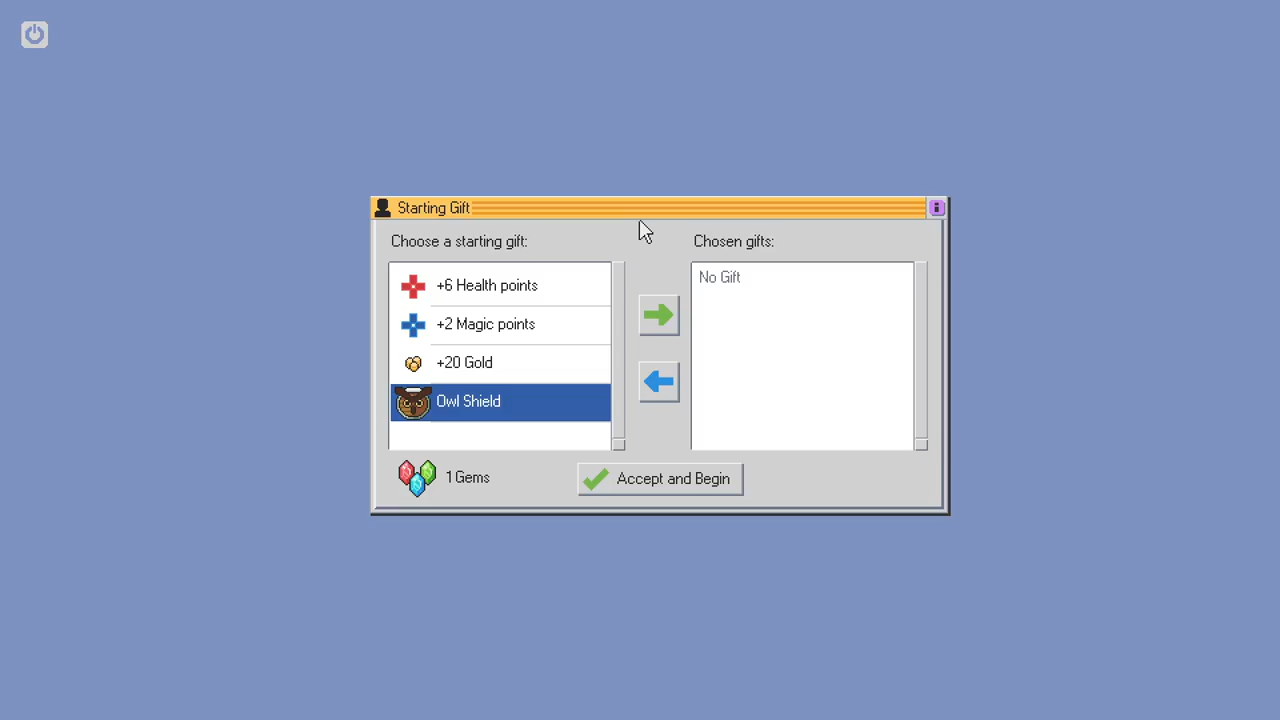 Starting Gift
Choose a starting gift:
Chosen gifts:
+6 Health points
No Gift
+2 Magic points
+20 Gold
Owl Shield
1 Gems
Accept and Begin